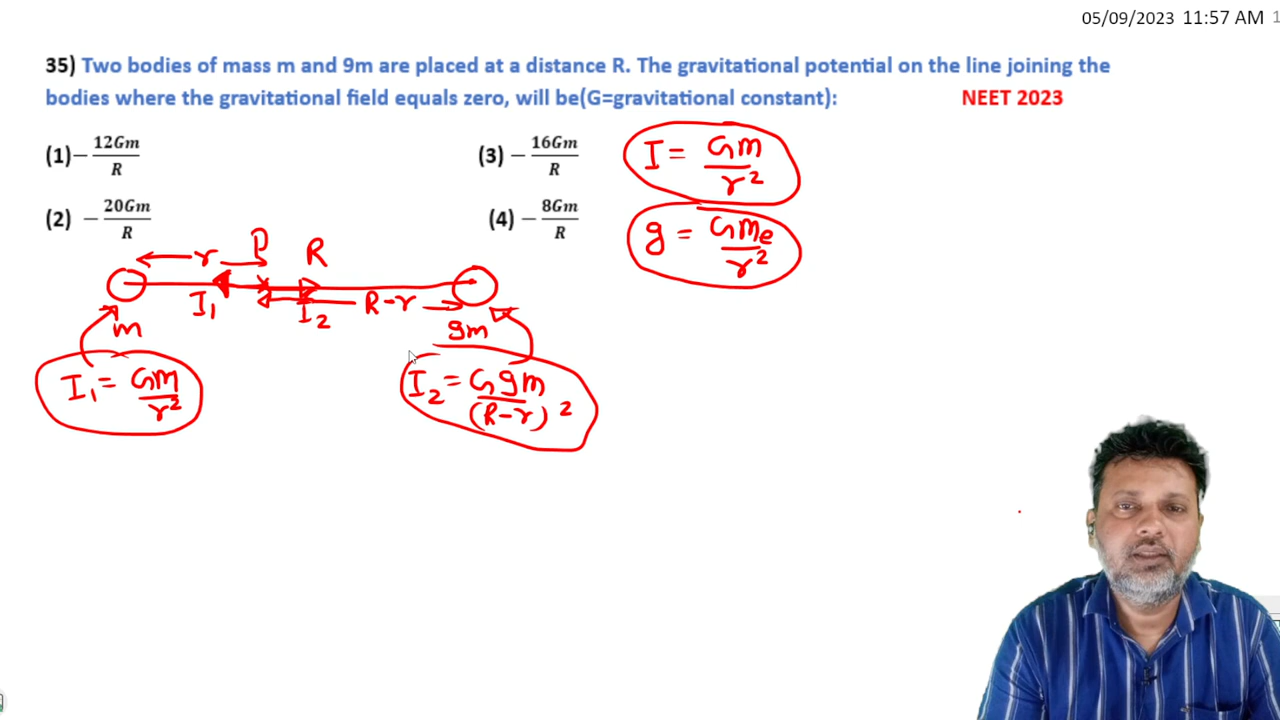 05/09/2023 11:57 AM 1
35) Two bodies of mass m and 9m are placed at a distance R. The gravitational potential on the line joining the
bodies where the gravitational field equals zero, will be(G=gravitational constant): NEET 2023
(1)− 12Gm/R (3) − 16Gm/R
(2) − 20Gm/R (4) − 8Gm/R
I = Gm/r²
g = GMe/r²
r P R
I₁ I₂ R-r
m 9m
I₁ = Gm/r² I₂ = G9m/(R-r)²